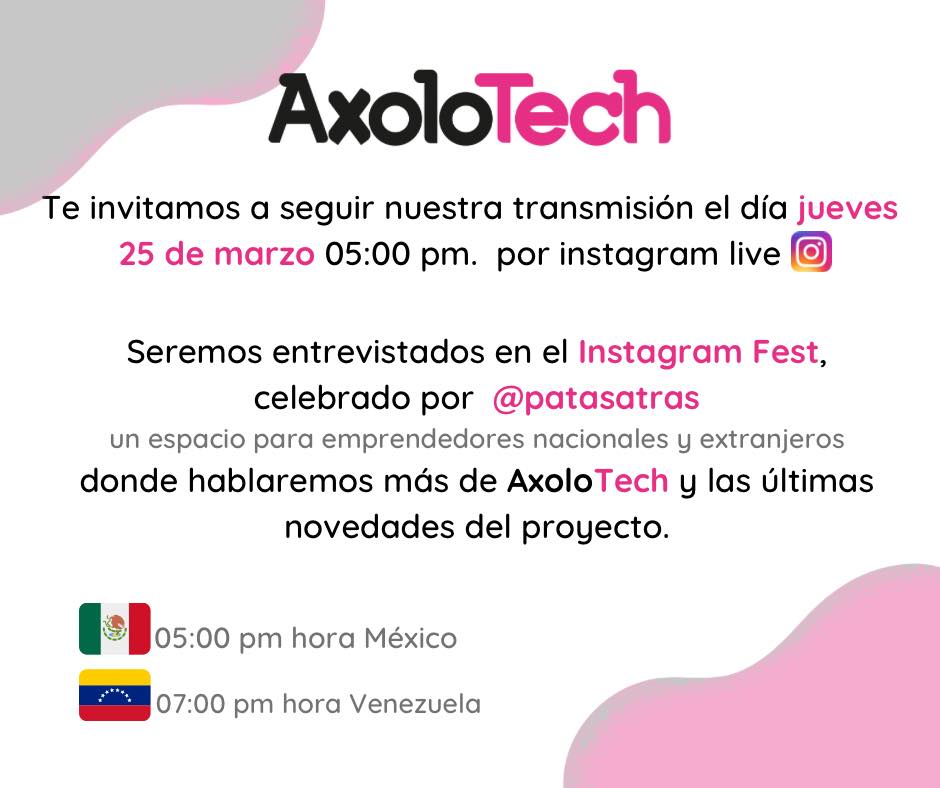 AxoloTech
Te invitamos a seguir nuestra transmisión el día jueves
25 de marzo 05:00 pm. por instagram live
Seremos entrevistados en el Instagram Fest,
celebrado por @patasatras
un espacio para emprendedores nacionales y extranjeros
donde hablaremos más de AxoloTech y las últimas
novedades del proyecto.
05:00 pm hora México
07:00 pm hora Venezuela